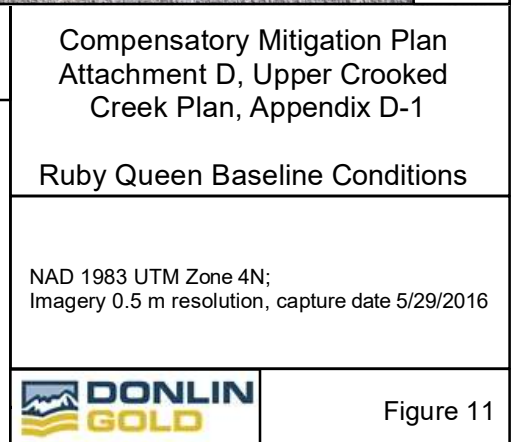 Compensatory Mitigation Plan
Attachment D, Upper Crooked
Creek Plan, Appendix D-1
Ruby Queen Baseline Conditions
NAD 1983 UTM Zone 4N;
Imagery 0.5 m resolution, capture date 5/29/2016
DONLIN
GOLD
Figure 11